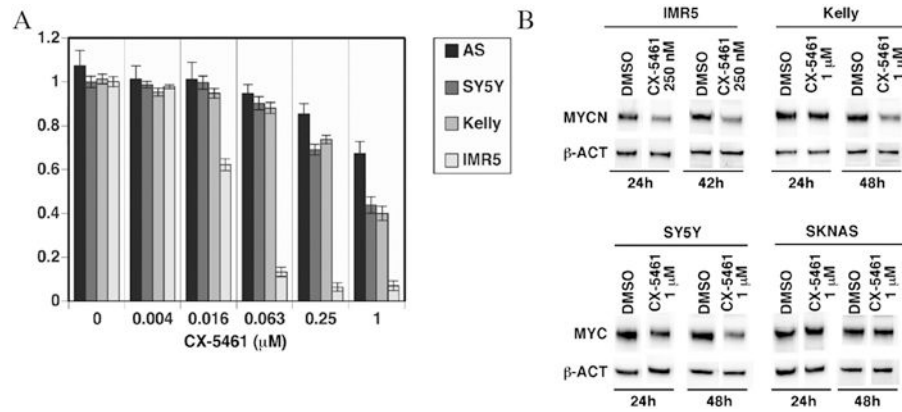 A
1.2
1
0.8
0.6
0.4
0.2
0
0 0.004 0.016 0.063 0.25 1
CX-5461 (μM)
AS
SY5Y
Kelly
IMR5
B
IMR5 Kelly
DMSO CX-5461 250 nM DMSO CX-5461 250 nM DMSO CX-5461 1 μM DMSO CX-5461 1 μM
MYCN
β-ACT
24h 42h 24h 48h
SY5Y SKNAS
DMSO CX-5461 1 μM DMSO CX-5461 1 μM DMSO CX-5461 1 μM DMSO CX-5461 1 μM
MYC
β-ACT
24h 48h 24h 48h